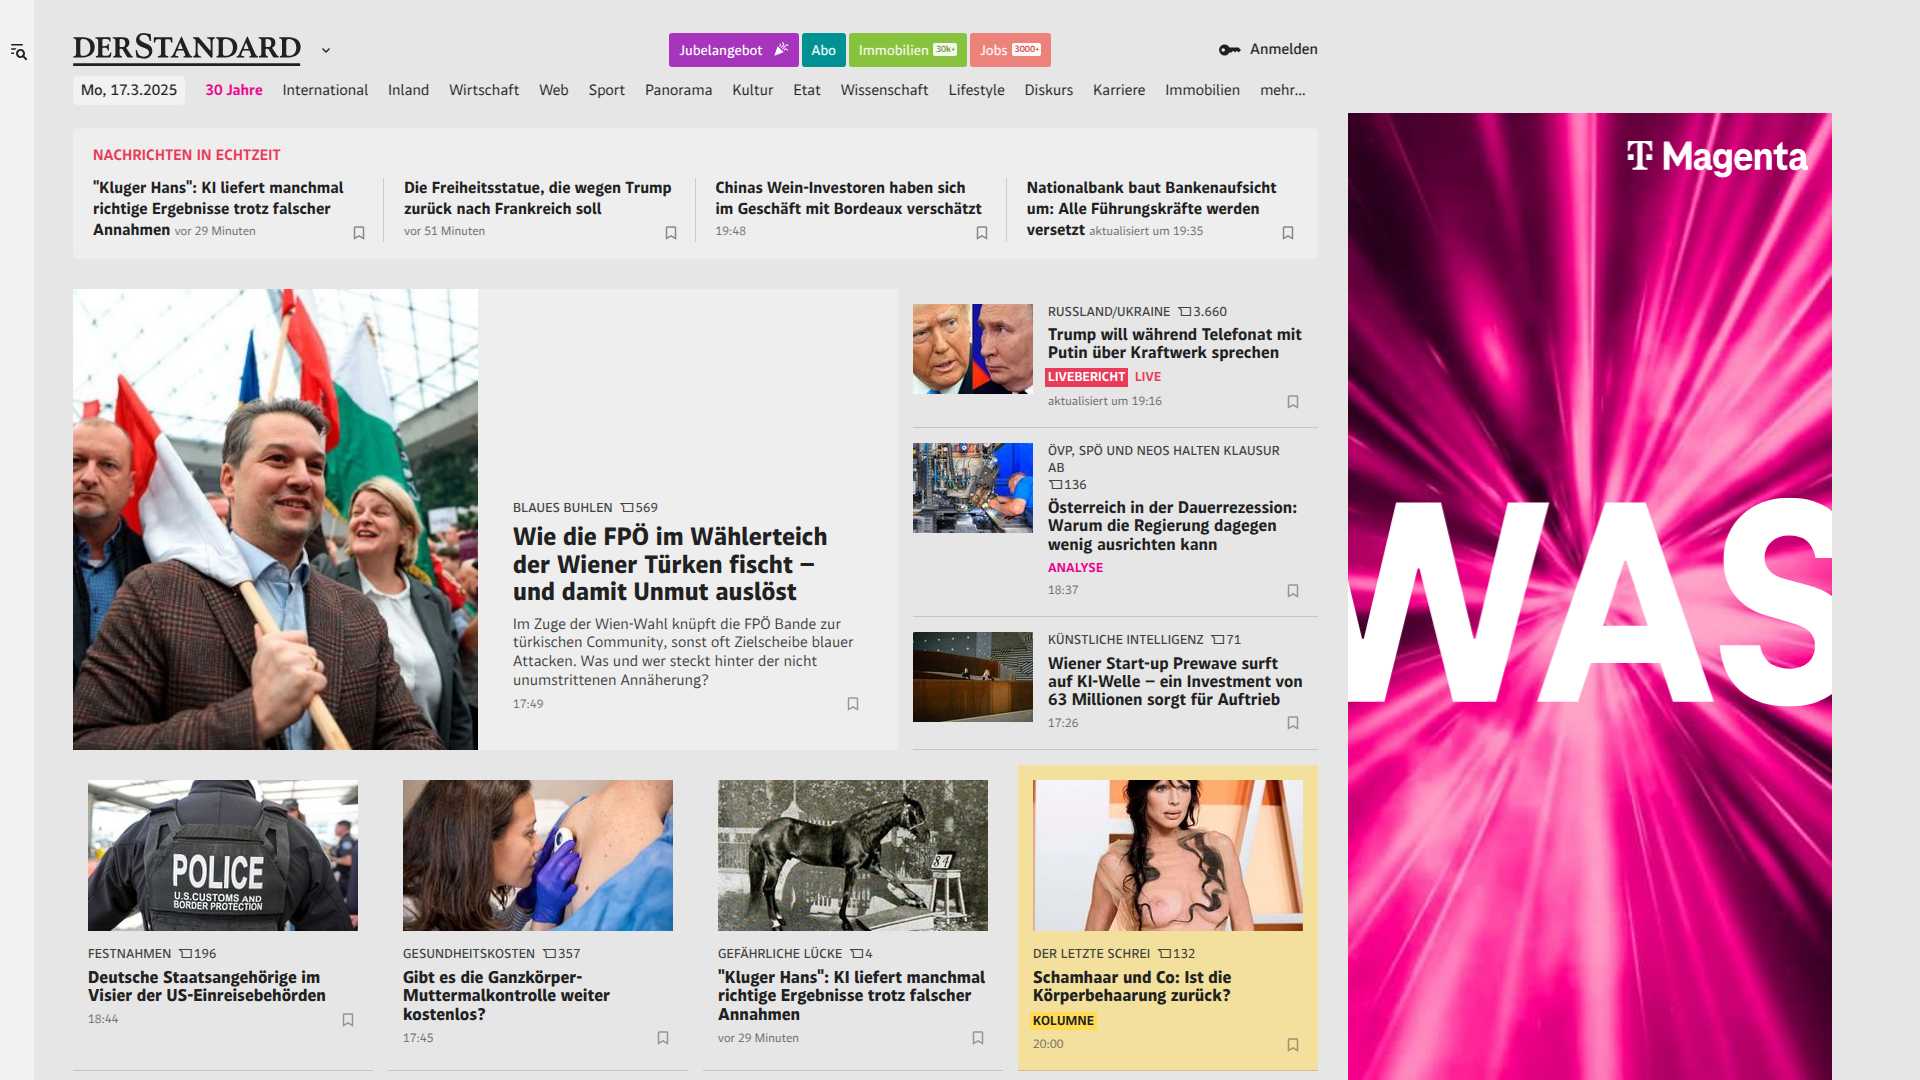 DERSTANDARD
Jubelangebot
Abo
Immobilien 30k+
Jobs 3000+
Anmelden
Mo, 17.3.2025 30 Jahre International Inland Wirtschaft Web Sport Panorama Kultur Etat Wissenschaft Lifestyle Diskurs Karriere Immobilien mehr...
NACHRICHTEN IN ECHTZEIT
"Kluger Hans": KI liefert manchmal
richtige Ergebnisse trotz falscher
Annahmen vor 29 Minuten
Die Freiheitsstatue, die wegen Trump
zurück nach Frankreich soll
vor 51 Minuten
Chinas Wein-Investoren haben sich
im Geschäft mit Bordeaux verschätzt
19:48
Nationalbank baut Bankenaufsicht
um: Alle Führungskräfte werden
versetzt aktualisiert um 19:35
BLAUES BUHLEN 569
Wie die FPÖ im Wählerteich
der Wiener Türken fischt –
und damit Unmut auslöst
Im Zuge der Wien-Wahl knüpft die FPÖ Bande zur
türkischen Community, sonst oft Zielscheibe blauer
Attacken. Was und wer steckt hinter der nicht
unumstrittenen Annäherung?
17:49
RUSSLAND/UKRAINE 3.660
Trump will während Telefonat mit
Putin über Kraftwerk sprechen
LIVEBERICHT LIVE
aktualisiert um 19:16
ÖVP, SPÖ UND NEOS HALTEN KLAUSUR
AB
136
Österreich in der Dauerrezession:
Warum die Regierung dagegen
wenig ausrichten kann
ANALYSE
18:37
KÜNSTLICHE INTELLIGENZ 71
Wiener Start-up Prewave surft
auf KI-Welle – ein Investment von
63 Millionen sorgt für Auftrieb
17:26
POLICE
U.S.CUSTOMS AND
BORDER PROTECTION
FESTNAHMEN 196
Deutsche Staatsangehörige im
Visier der US-Einreisebehörden
18:44
GESUNDHEITSKOSTEN 357
Gibt es die Ganzkörper-
Muttermalkontrolle weiter
kostenlos?
17:45
84
GEFÄHRLICHE LÜCKE 4
"Kluger Hans": KI liefert manchmal
richtige Ergebnisse trotz falscher
Annahmen
vor 29 Minuten
DER LETZTE SCHREI 132
Schamhaar und Co: Ist die
Körperbehaarung zurück?
KOLUMNE
20:00
T Magenta
WAS